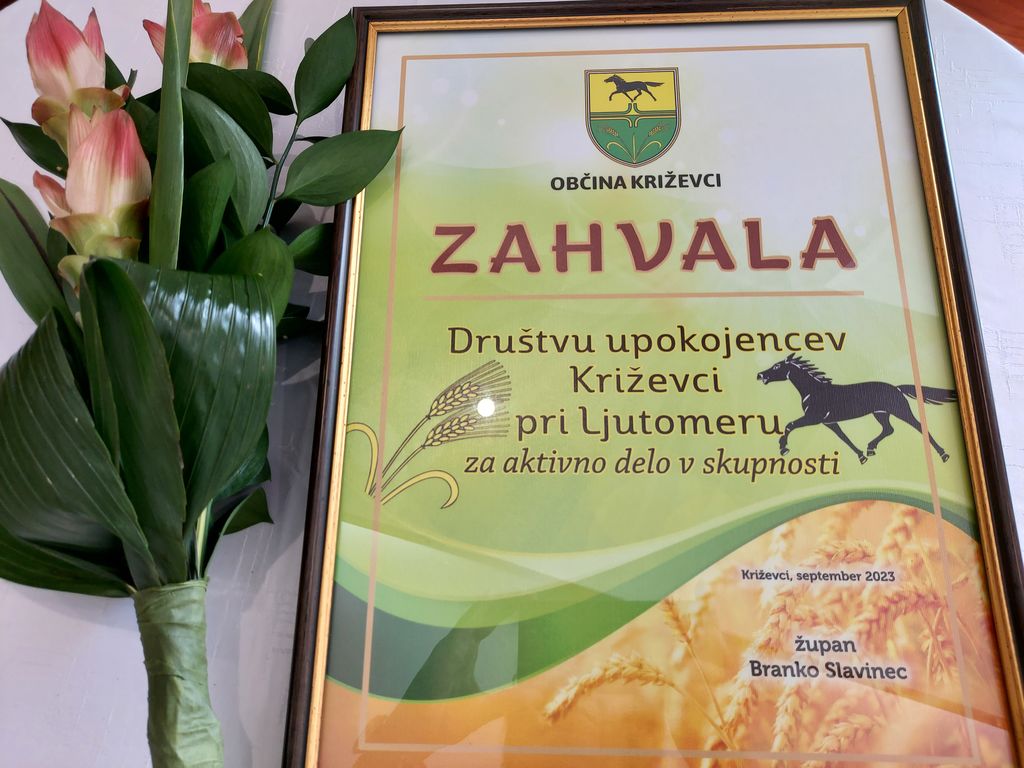 OBČINA KRIŽEVCI
ZAHVALA
Društvu upokojencev
Križevci
pri Ljutomeru
za aktivno delo v skupnosti
Križevci, september 2023
župan
Branko Slavinec